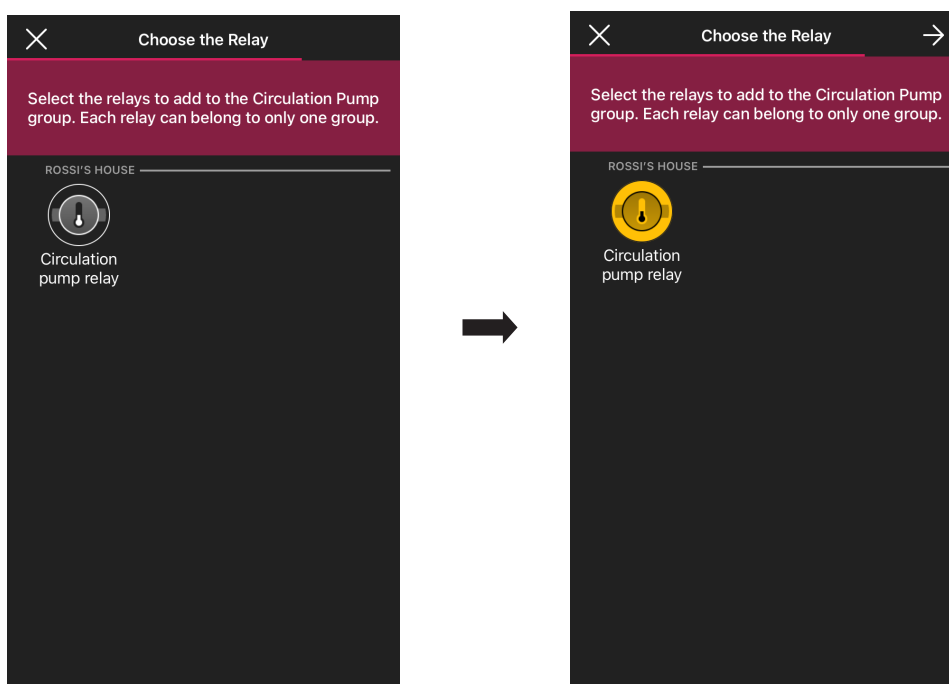 Choose the Relay
Select the relays to add to the Circulation Pump
group. Each relay can belong to only one group.
ROSSI'S HOUSE
Circulation
pump relay
Choose the Relay
Select the relays to add to the Circulation Pump
group. Each relay can belong to only one group.
ROSSI'S HOUSE
Circulation
pump relay